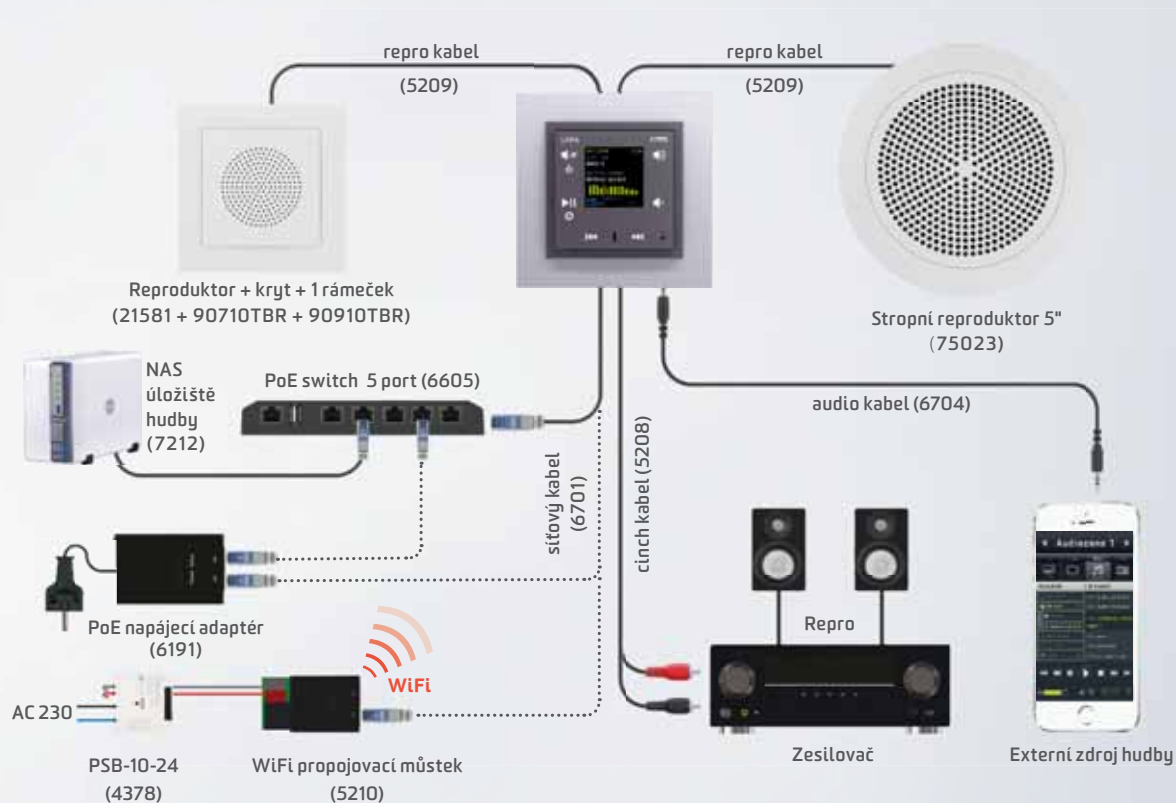 repro kabel
(5209)
repro kabel
(5209)
Reproduktor + kryt + 1 rámeček
(21581 + 90710TBR + 90910TBR)
Stropní reproduktor 5"
(75023)
NAS
úložiště
hudby
(7212)
PoE switch 5 port (6605)
audio kabel (6704)
síťový kabel
(6701)
cinch kabel (5208)
PoE napájecí adaptér
(6191)
Repro
WiFi
AC 230
PSB-10-24
(4378)
WiFi propojovací můstek
(5210)
Zesilovač
Audiozona 1
Externí zdroj hudby